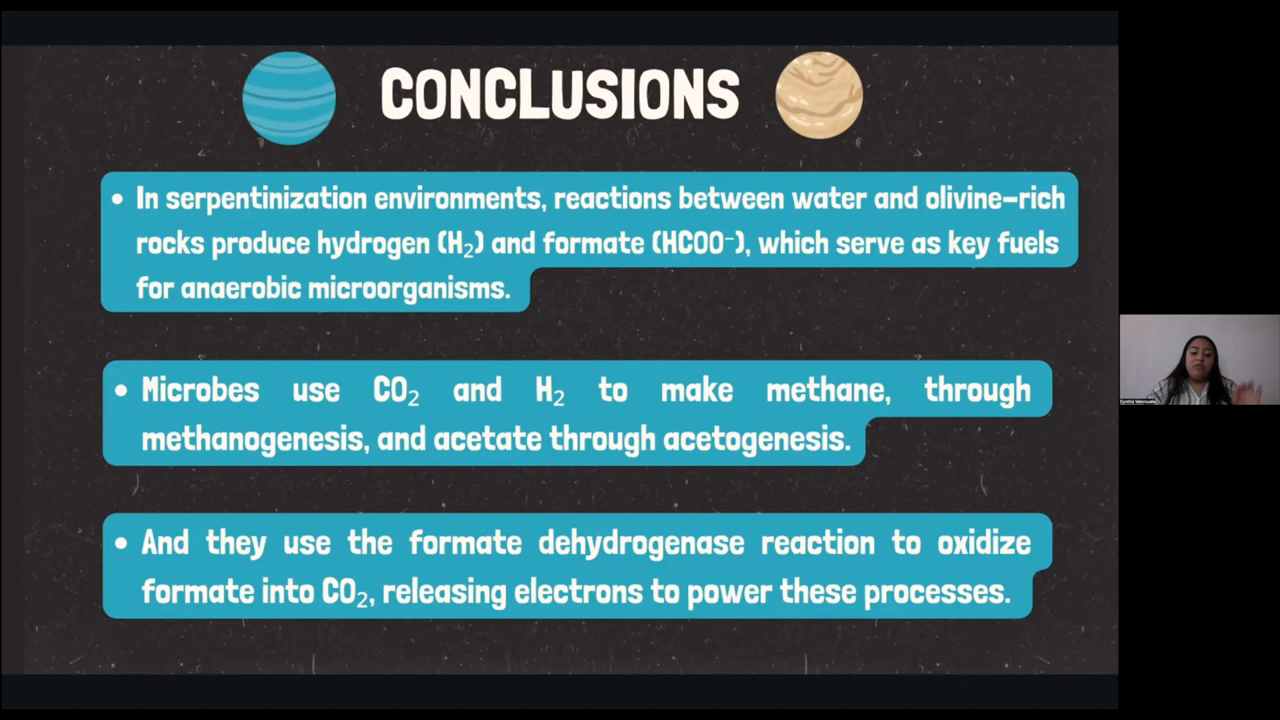 CONCLUSIONS
• In serpentinization environments, reactions between water and olivine-rich
rocks produce hydrogen (H₂) and formate (HCOO⁻), which serve as key fuels
for anaerobic microorganisms.
• Microbes use CO₂ and H₂ to make methane, through
methanogenesis, and acetate through acetogenesis.
• And they use the formate dehydrogenase reaction to oxidize
formate into CO₂, releasing electrons to power these processes.
Cynthia Valenzuela